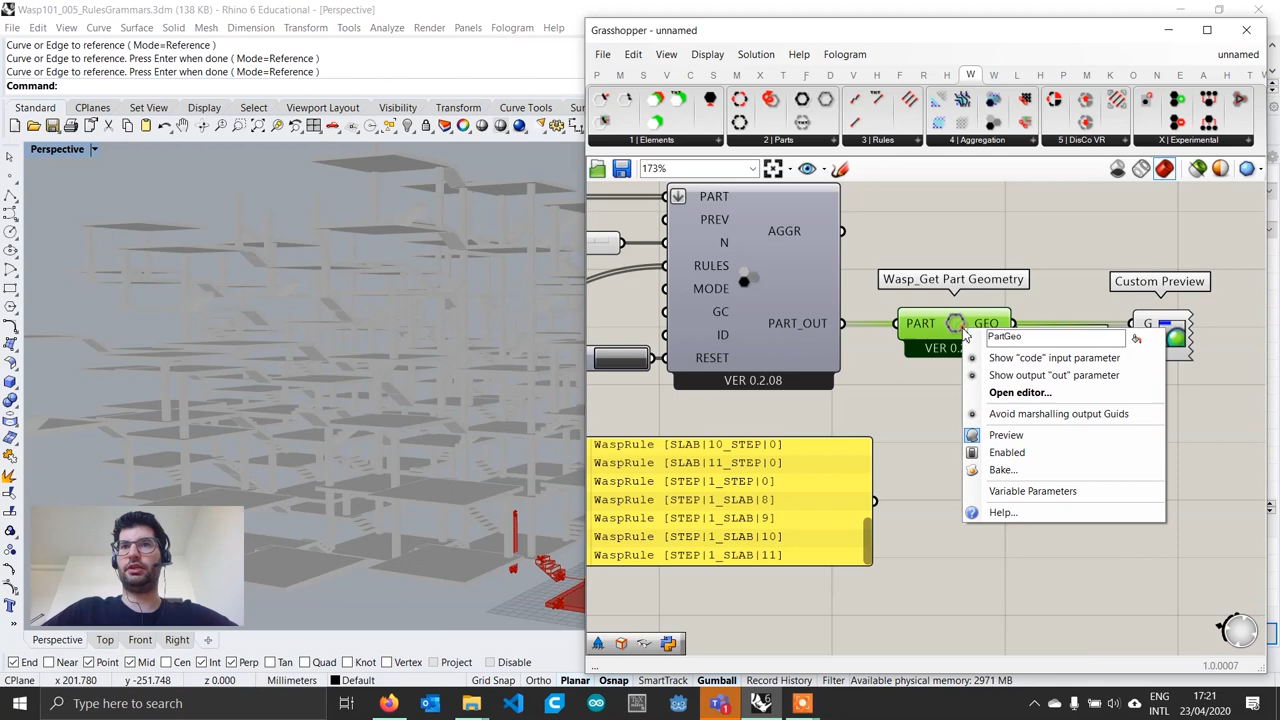 Wasp101_005_RulesGrammars.3dm (138 KB) - Rhino 6 Educational - [Perspective]
File Edit View Curve Surface Solid Mesh Dimension Transform Tools Analyze Render Panels Fologram Help
Curve or Edge to reference ( Mode=Reference )
Curve or Edge to reference. Press Enter when done ( Mode=Reference )
Curve or Edge to reference. Press Enter when done ( Mode=Reference )
Command:
Standard CPlanes Set View Display Select Viewport Layout Visibility Transform Curve Tools
Perspective
Grasshopper - unnamed
File Edit View Display Solution Help Fologram unnamed
P M S I S V C S M X T S I F D V H F R H W W L H P M K O N E A T
1 | Elements 2 | Parts 3 | Rules 4 | Aggregation 5 | DisCo VR X | Experimental
173%
PART
PREV
N
RULES
MODE
GC
ID
RESET
AGGR
PART_OUT
VER 0.2.08
Wasp_Get Part Geometry
PART GEO
VER 0.2
Custom Preview
G
PartGeo
Show "code" input parameter
Show output "out" parameter
Open editor...
Avoid marshalling output Guids
Preview
Enabled
Bake...
Variable Parameters
Help...
WaspRule [SLAB|10_STEP|0]
WaspRule [SLAB|11_STEP|0]
WaspRule [STEP|1_STEP|0]
WaspRule [STEP|1_SLAB|8]
WaspRule [STEP|1_SLAB|9]
WaspRule [STEP|1_SLAB|10]
WaspRule [STEP|1_SLAB|11]
...
1.0.0007
Perspective Top Front Right
End Near Point Mid Cen Int Perp Tan Quad Knot Vertex Project Disable
CPlane x 201.780 y -251.748 z 0.000 Millimeters Default Grid Snap Ortho Planar Osnap SmartTrack Gumball Record History Filter Available physical memory: 2971 MB
Type here to search
ENG
INTL
17:21
23/04/2020